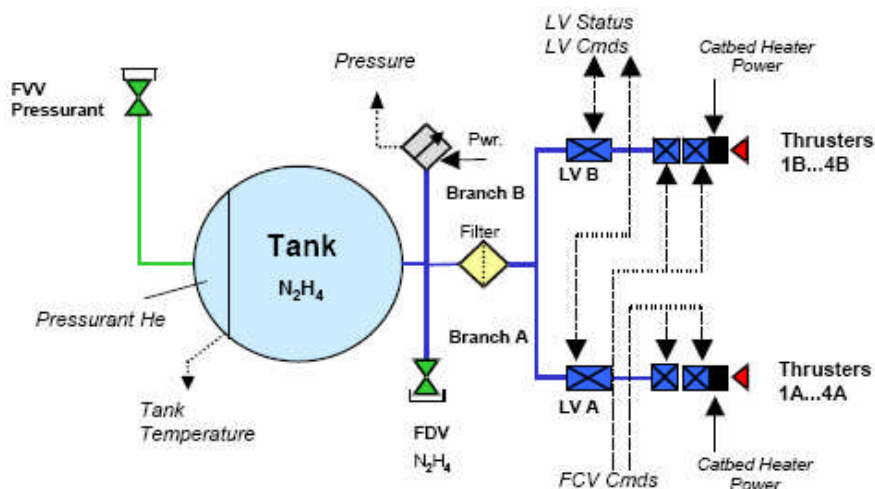 LV Status
LV Cmds
Catbed Heater
Power
Pressure
FVV
Pressurant
Pwr.
Thrusters
1B...4B
LV B
Branch B
Filter
Tank
N₂H₄
Pressurant He
Branch A
Thrusters
1A...4A
LV A
Tank
Temperature
FDV
N₂H₄
FCV Cmds
Catbed Heater
Power